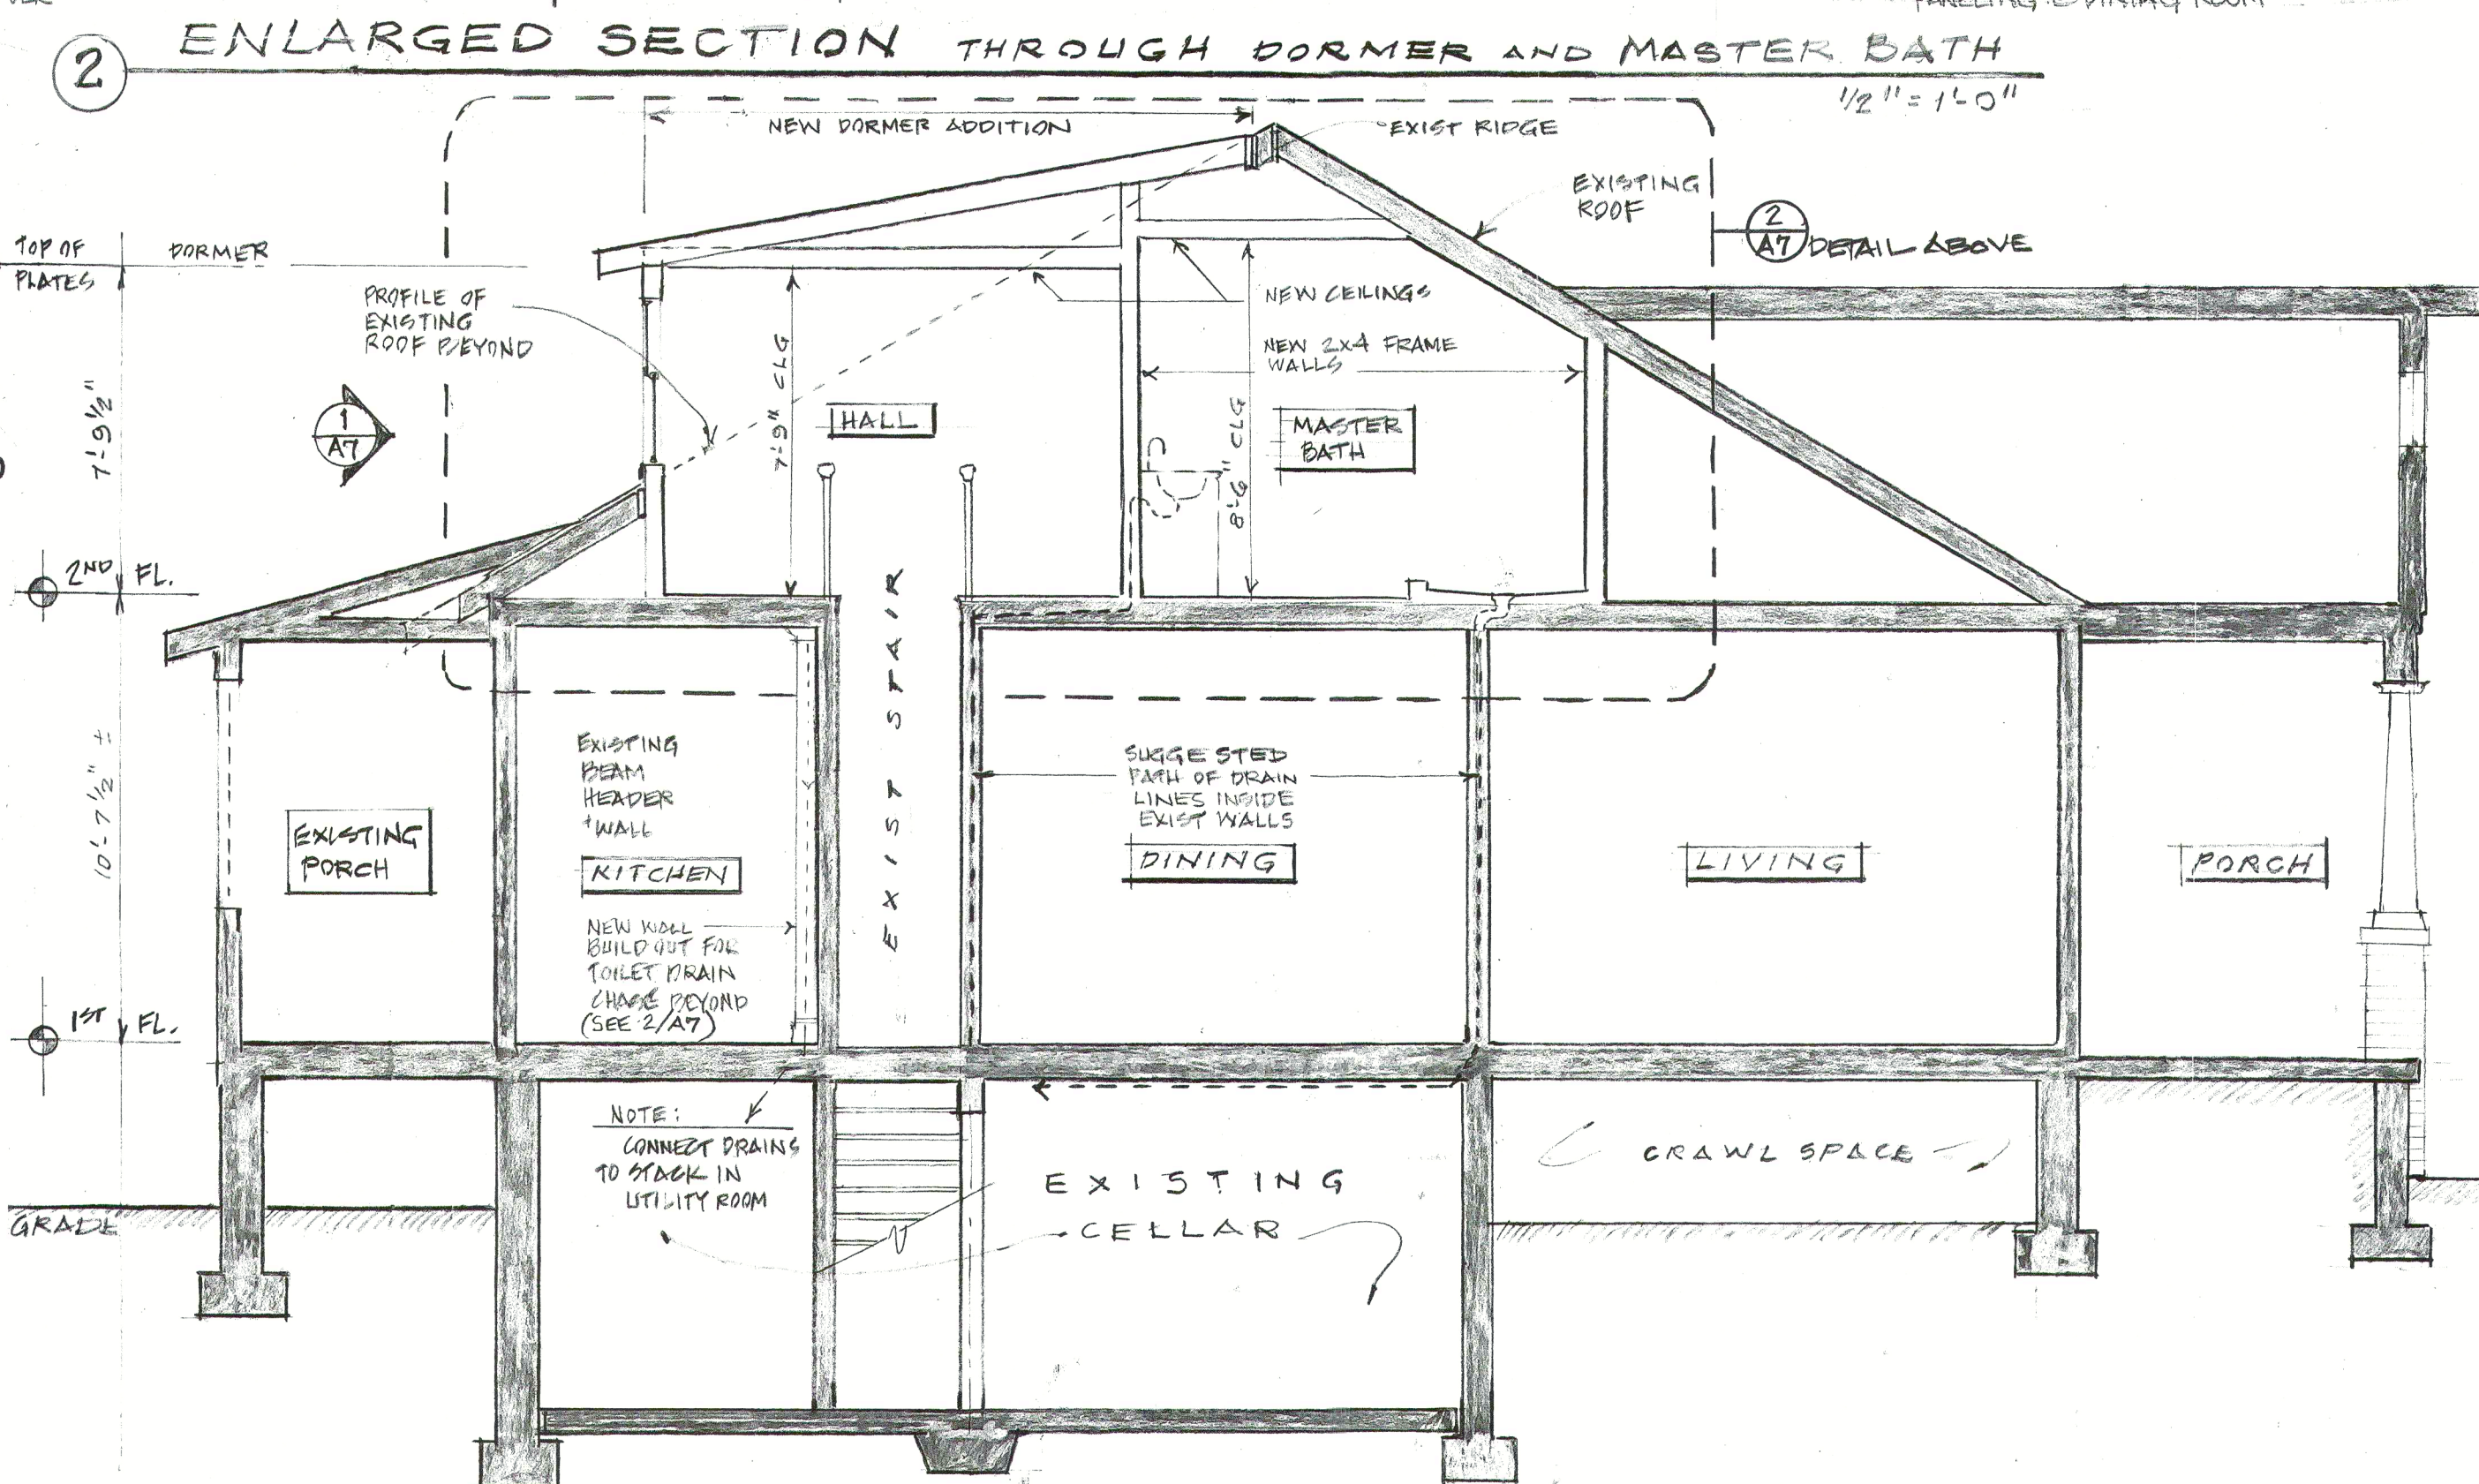 PANELING @ DINING ROOM
2 ENLARGED SECTION THROUGH DORMER AND MASTER BATH
1/2" = 1'-0"
NEW DORMER ADDITION
EXIST RIDGE
EXISTING
ROOF
2
A7
DETAIL ABOVE
TOP OF
PLATES
DORMER
PROFILE OF
EXISTING
ROOF BEYOND
NEW CEILINGS
NEW 2x4 FRAME
WALLS
7'-9 1/2"
1
A7
7'-9" CLG
HALL
8'-6" CLG
MASTER
BATH
2ND FL.
EXIST STAIR
10'-7 1/2" ±
EXISTING
BEAM
HEADER
+WALL
SUGGESTED
PATH OF DRAIN
LINES INSIDE
EXIST WALLS
EXISTING
PORCH
KITCHEN
DINING
LIVING
PORCH
NEW WALL
BUILD OUT FOR
TOILET DRAIN
CHASE BEYOND
(SEE 2/A7)
1ST FL.
NOTE:
CONNECT DRAINS
TO STACK IN
UTILITY ROOM
EXISTING
CELLAR
CRAWL SPACE
GRADE